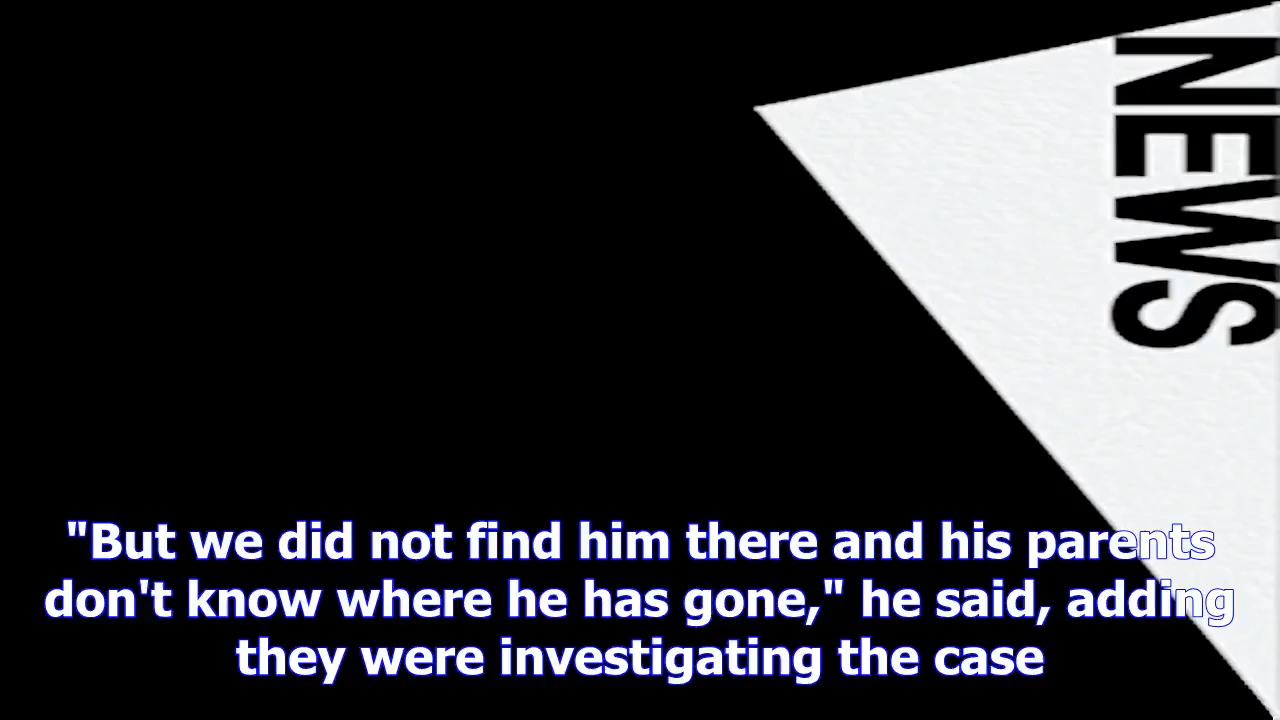 NEWS
"But we did not find him there and his parents
don't know where he has gone," he said, adding
they were investigating the case